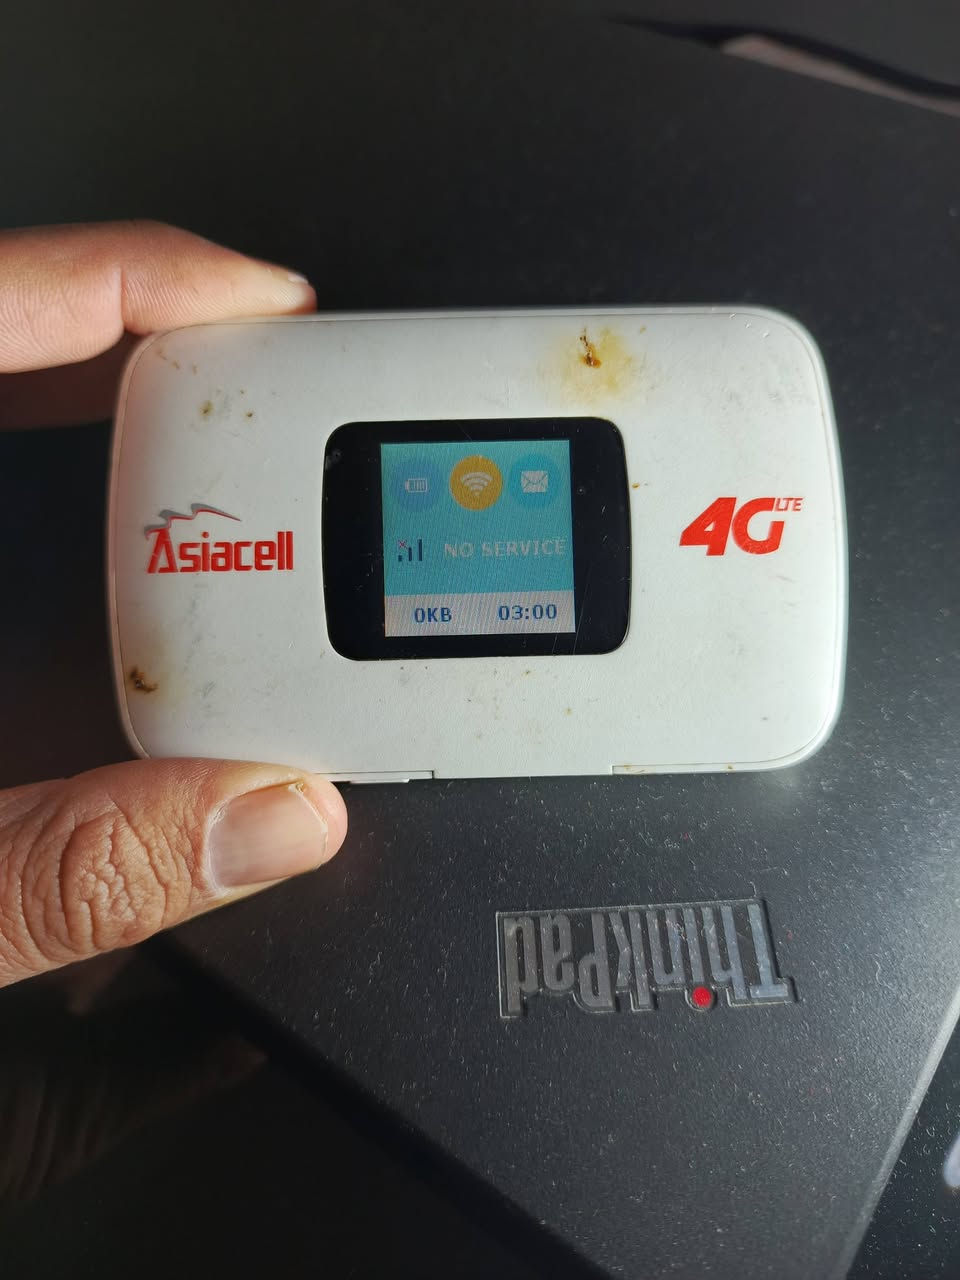 Asiacell
NO SERVICE
0KB 03:00
4G LTE
ThinkPad